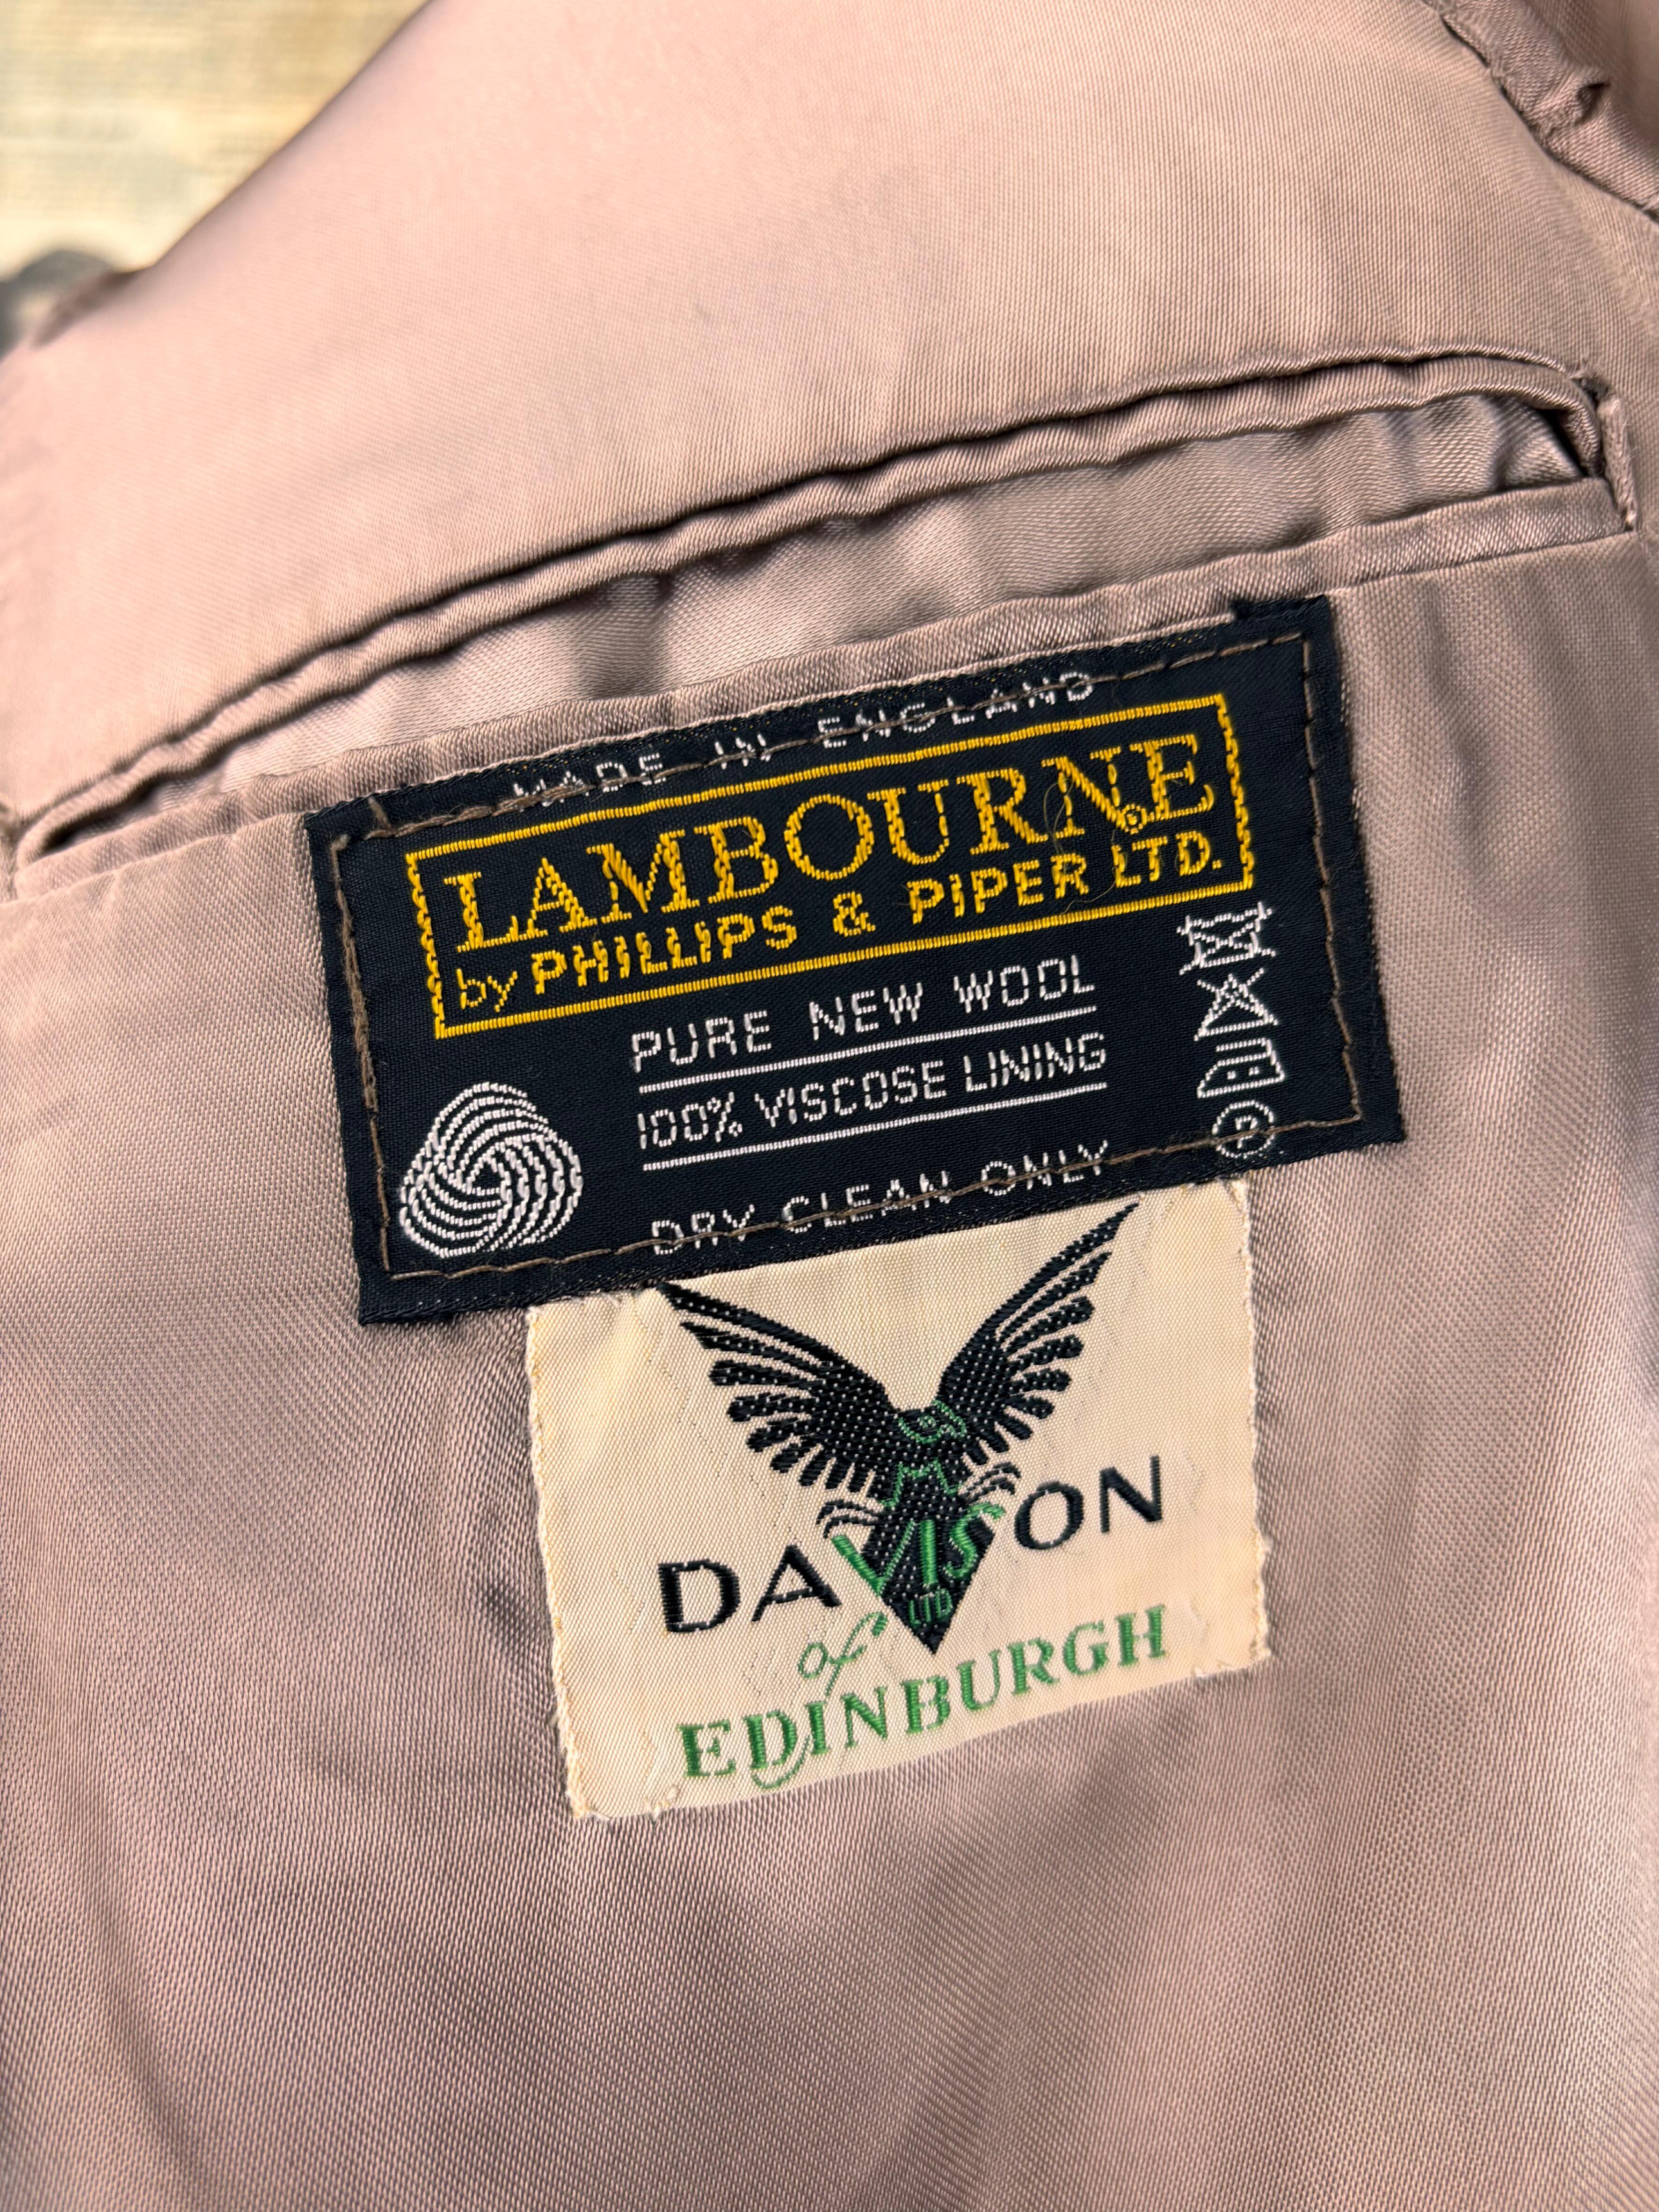 MADE IN ENGLAND
LAMBOURNE
by PHILLIPS & PIPER LTD.
PURE NEW WOOL
100% VISCOSE LINING
DRY CLEAN ONLY
P
DAVISON
LTD
of
EDINBURGH